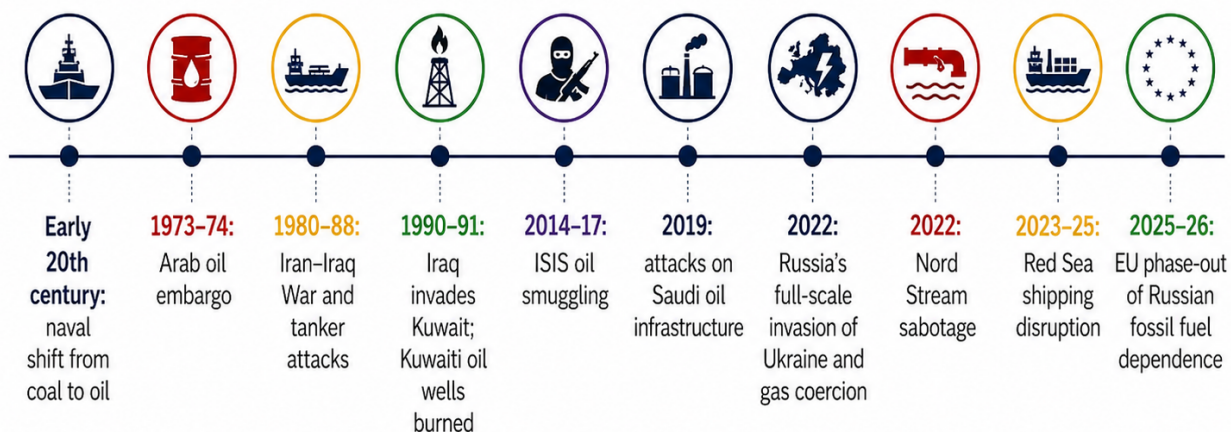 Early
20th
century:
naval
shift from
coal to oil
1973–74:
Arab oil
embargo
1980–88:
Iran–Iraq
War and
tanker
attacks
1990–91:
Iraq
invades
Kuwait;
Kuwaiti oil
wells
burned
2014–17:
ISIS oil
smuggling
2019:
attacks on
Saudi oil
infrastructure
2022:
Russia's
full-scale
invasion of
Ukraine and
gas coercion
2022:
Nord
Stream
sabotage
2023–25:
Red Sea
shipping
disruption
2025–26:
EU phase-out
of Russian
fossil fuel
dependence